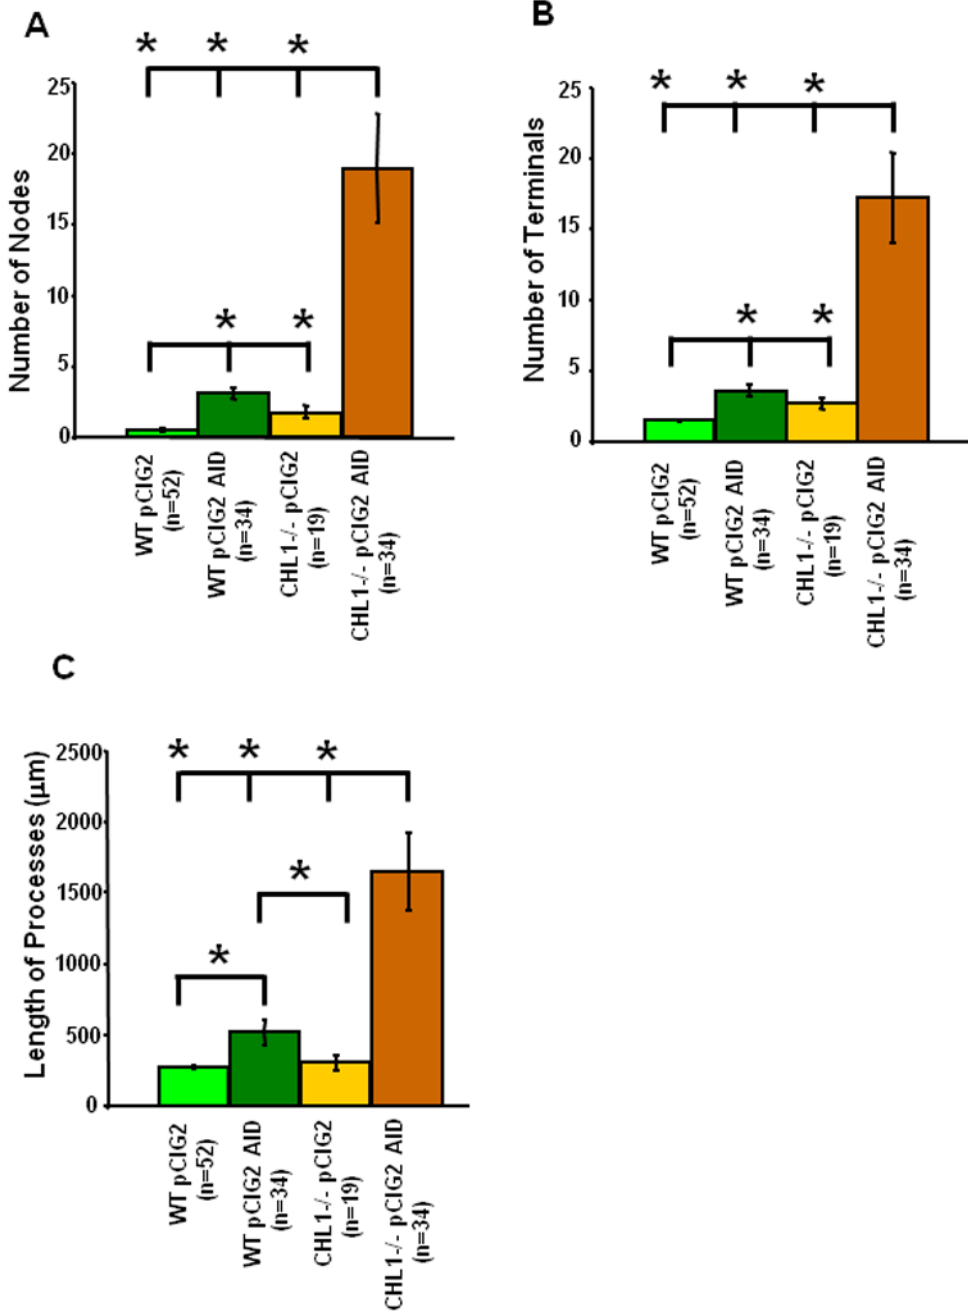 A
* * *
Number of Nodes
25
20
15
10
5
0
* *
WT pCIG2
(n=52)
WT pCIG2 AID
(n=34)
CHL1-/- pCIG2
(n=19)
CHL1-/- pCIG2 AID
(n=34)
B
* * *
Number of Terminals
25
20
15
10
5
0
* *
WT pCIG2
(n=52)
WT pCIG2 AID
(n=34)
CHL1-/- pCIG2
(n=19)
CHL1-/- pCIG2 AID
(n=34)
C
* * *
Length of Processes (µm)
2500
2000
1500
1000
500
0
*
*
WT pCIG2
(n=52)
WT pCIG2 AID
(n=34)
CHL1-/- pCIG2
(n=19)
CHL1-/- pCIG2 AID
(n=34)